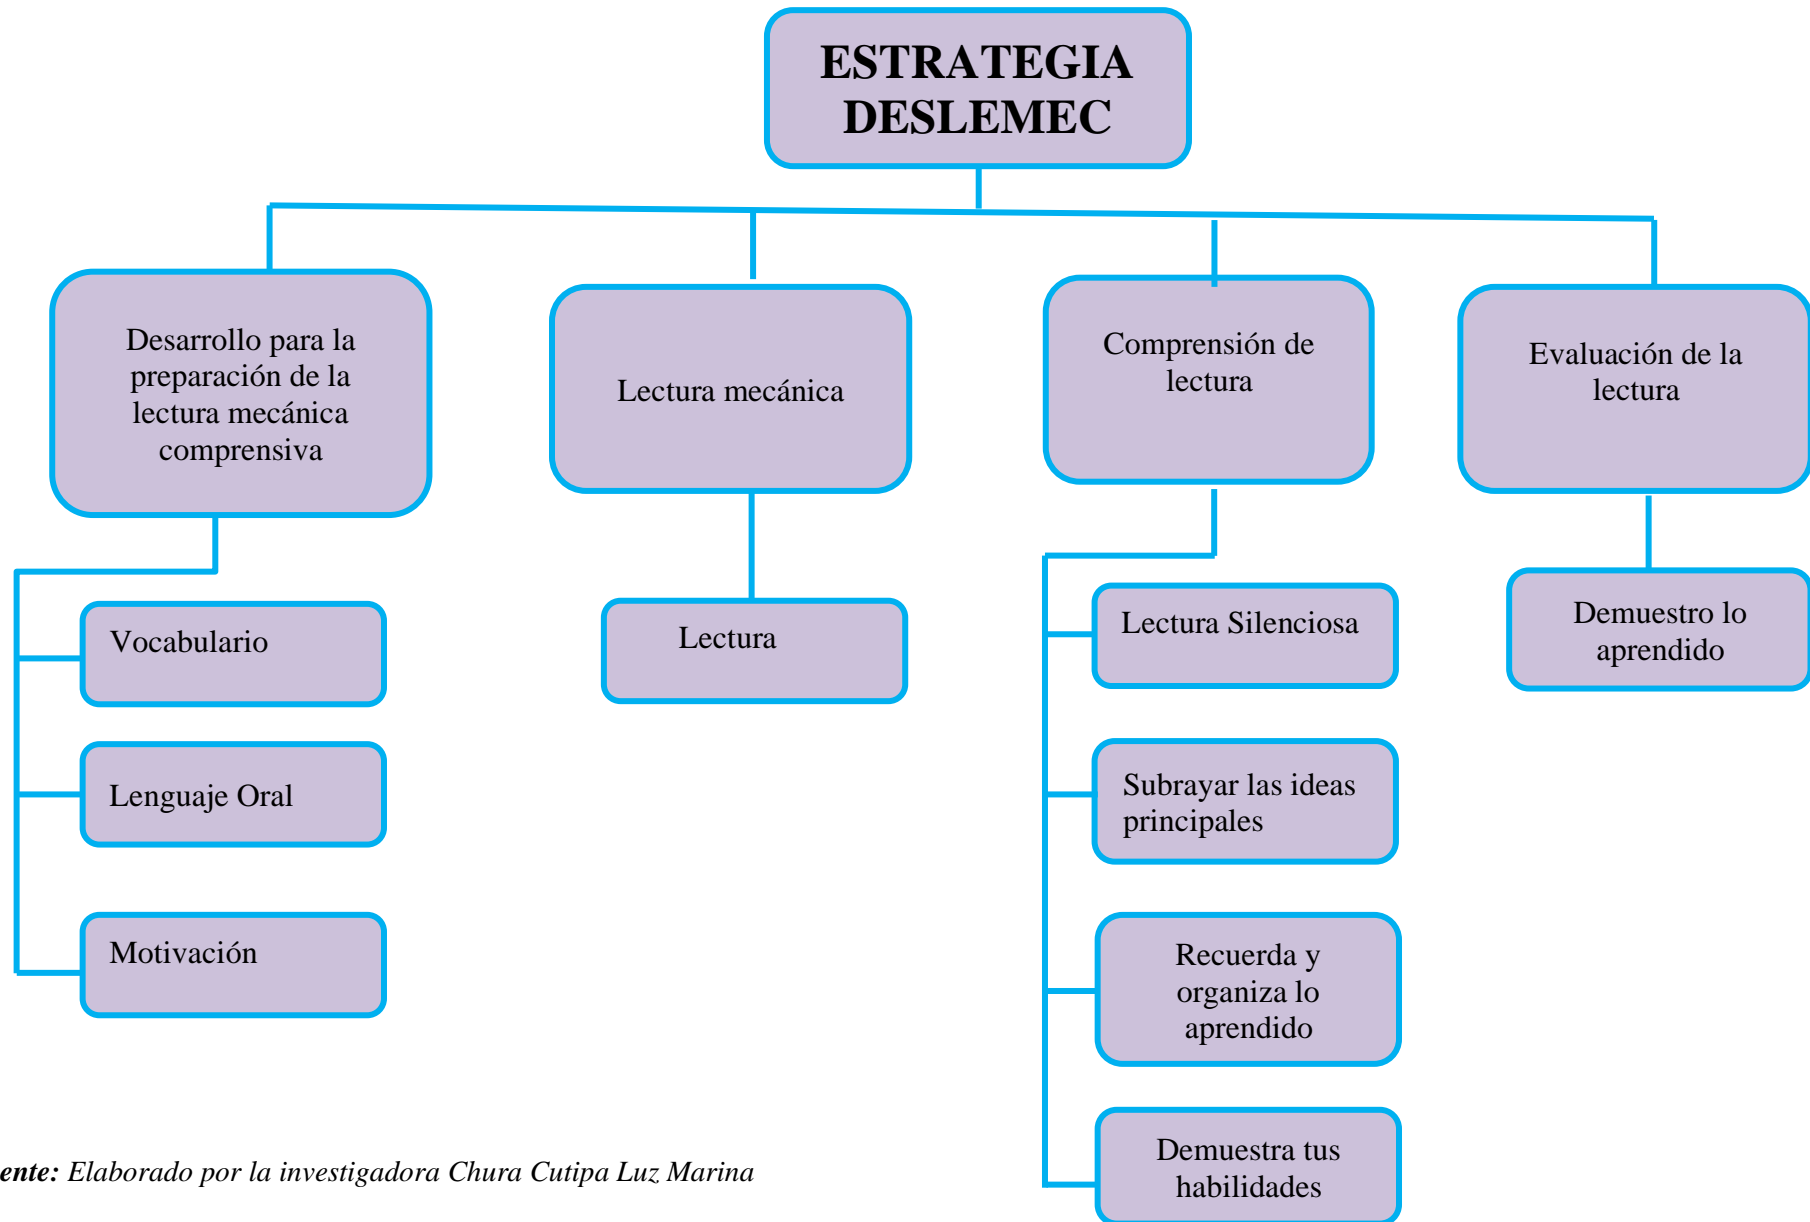 ESTRATEGIA
DESLEMEC
Desarrollo para la
preparación de la
lectura mecánica
comprensiva
Lectura mecánica
Comprensión de
lectura
Evaluación de la
lectura
Vocabulario
Lenguaje Oral
Motivación
Lectura
Lectura Silenciosa
Subrayar las ideas
principales
Recuerda y
organiza lo
aprendido
Demuestra tus
habilidades
Demuestro lo
aprendido
ente: Elaborado por la investigadora Chura Cutipa Luz Marina